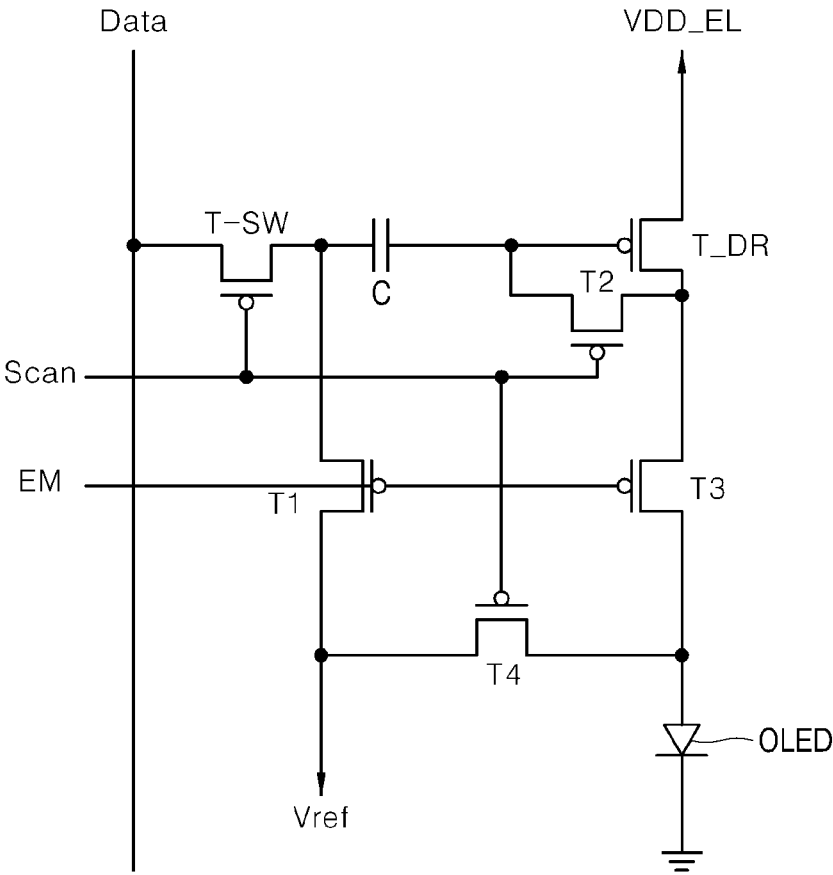 Data
VDD_EL
T-SW
T_DR
C
T2
Scan
EM
T1
T3
T4
OLED
Vref